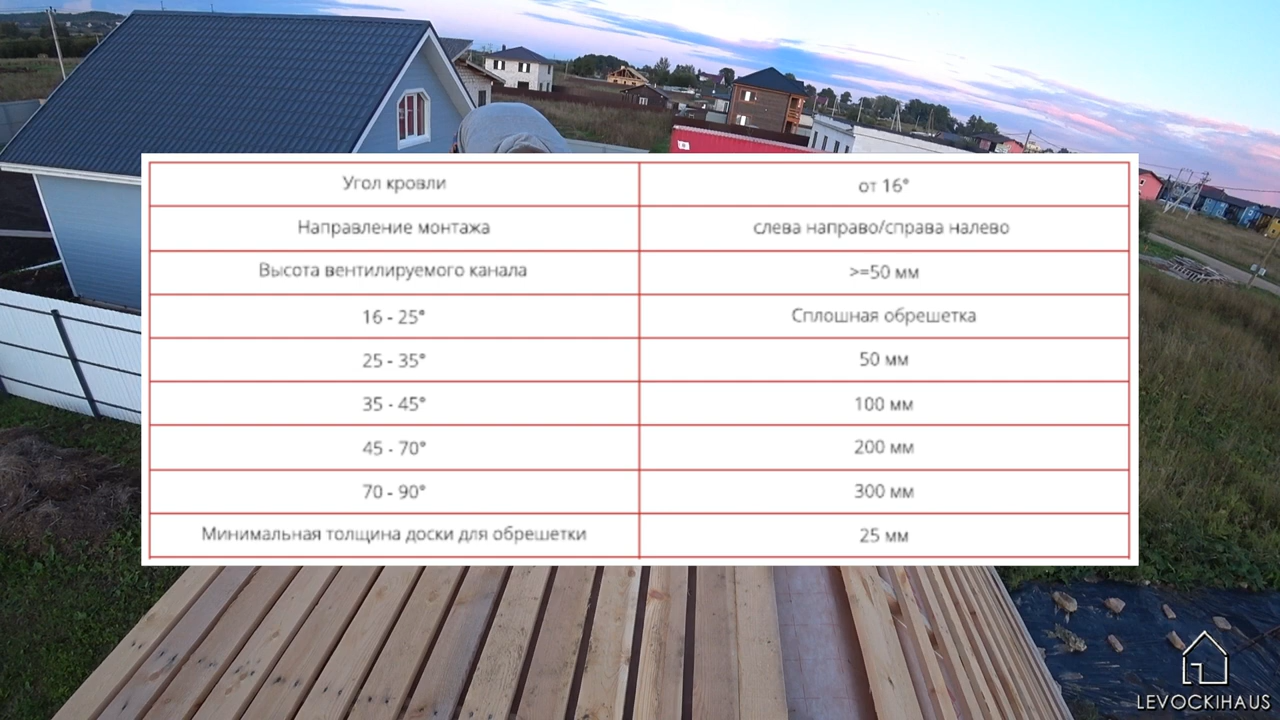 Угол кровли
от 16°
Направление монтажа
слева направо/справа налево
Высота вентилируемого канала
>=50 мм
16 - 25°
Сплошная обрешетка
25 - 35°
50 мм
35 - 45°
100 мм
45 - 70°
200 мм
70 - 90°
300 мм
Минимальная толщина доски для обрешетки
25 мм
LEVOCKIHAUS